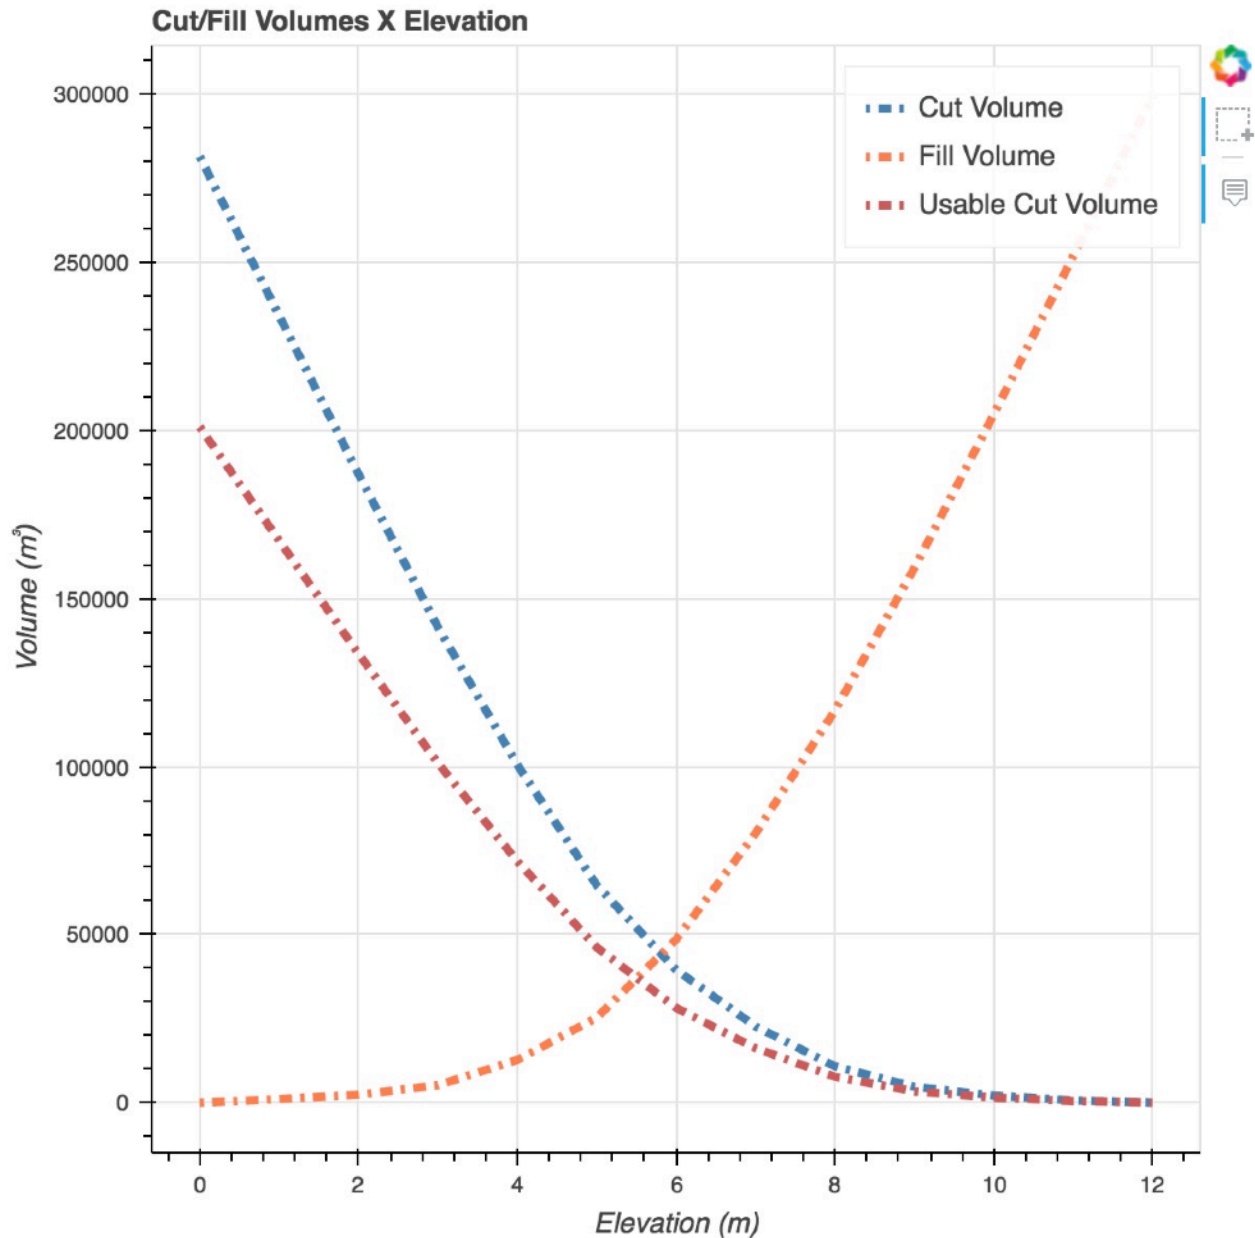 Cut/Fill Volumes X Elevation
Cut Volume
Fill Volume
Usable Cut Volume
300000
250000
200000
150000
100000
50000
0
Volume (m³)
0 2 4 6 8 10 12
Elevation (m)